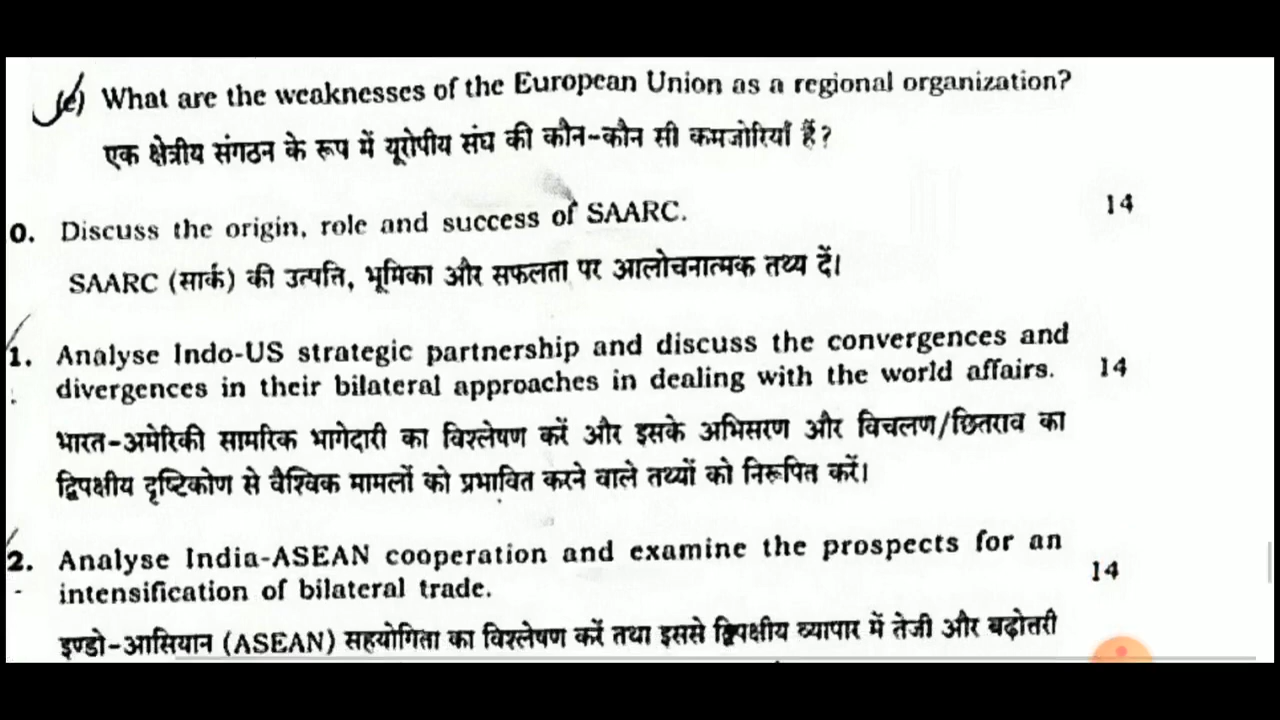 (e) What are the weaknesses of the European Union as a regional organization?
एक क्षेत्रीय संगठन के रूप में यूरोपीय संघ की कौन-कौन सी कमजोरियाँ हैं?
0. Discuss the origin, role and success of SAARC. 14
SAARC (सार्क) की उत्पत्ति, भूमिका और सफलता पर आलोचनात्मक तथ्य दें।
1. Analyse Indo-US strategic partnership and discuss the convergences and
divergences in their bilateral approaches in dealing with the world affairs. 14
भारत-अमेरिकी सामरिक भागेदारी का विश्लेषण करें और इसके अभिसरण और विचलण/छितराव का
द्विपक्षीय दृष्टिकोण से वैश्विक मामलों को प्रभावित करने वाले तथ्यों को निरूपित करें।
2. Analyse India-ASEAN cooperation and examine the prospects for an
intensification of bilateral trade. 14
इण्डो-आसियान (ASEAN) सहयोगिता का विश्लेषण करें तथा इससे द्विपक्षीय व्यापार में तेजी और बढ़ोतरी